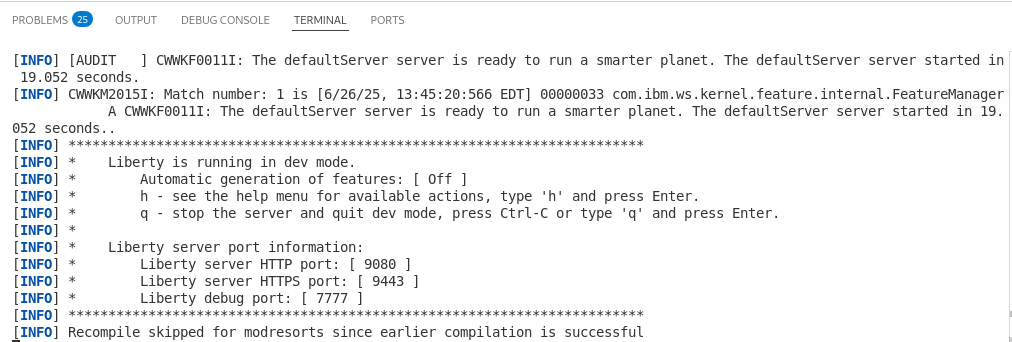 PROBLEMS 25 OUTPUT DEBUG CONSOLE TERMINAL PORTS
[INFO] [AUDIT   ] CWWKF0011I: The defaultServer server is ready to run a smarter planet. The defaultServer server started in
 19.052 seconds.
[INFO] CWWKM2015I: Match number: 1 is [6/26/25, 13:45:20:566 EDT] 00000033 com.ibm.ws.kernel.feature.internal.FeatureManager
            A CWWKF0011I: The defaultServer server is ready to run a smarter planet. The defaultServer server started in 19.
052 seconds..
[INFO] ************************************************************************
[INFO] *    Liberty is running in dev mode.
[INFO] *        Automatic generation of features: [ Off ]
[INFO] *        h - see the help menu for available actions, type 'h' and press Enter.
[INFO] *        q - stop the server and quit dev mode, press Ctrl-C or type 'q' and press Enter.
[INFO] *
[INFO] *    Liberty server port information:
[INFO] *        Liberty server HTTP port: [ 9080 ]
[INFO] *        Liberty server HTTPS port: [ 9443 ]
[INFO] *        Liberty debug port: [ 7777 ]
[INFO] ************************************************************************
[INFO] Recompile skipped for modresorts since earlier compilation is successful